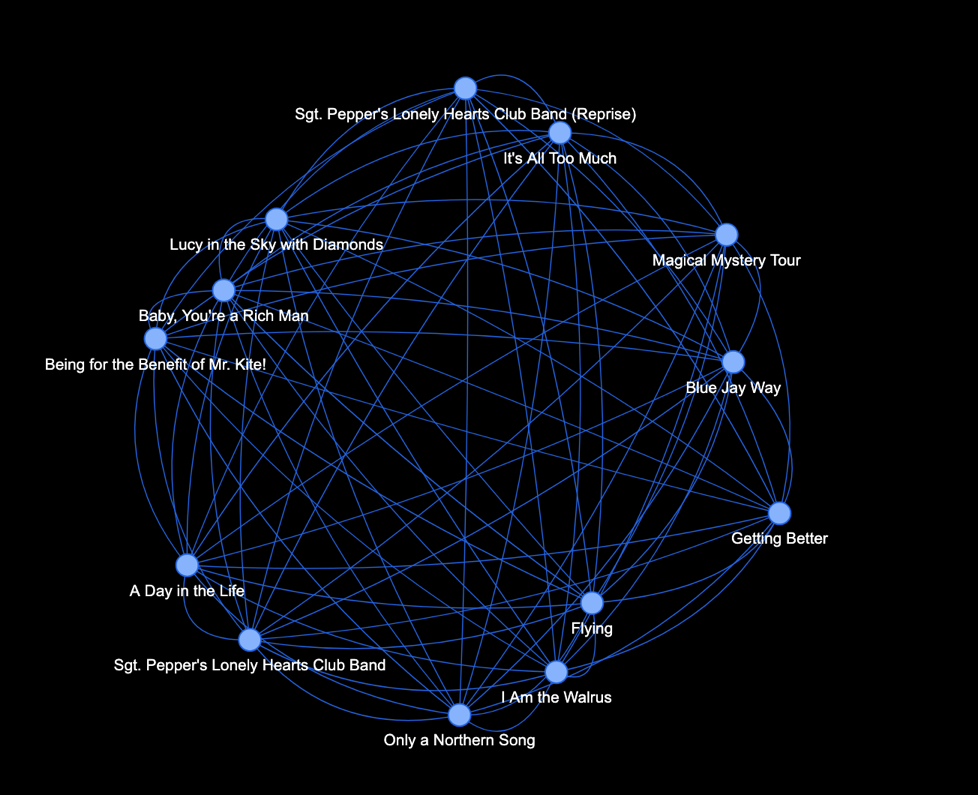 Sgt. Pepper's Lonely Hearts Club Band (Reprise)
It's All Too Much
Lucy in the Sky with Diamonds
Magical Mystery Tour
Baby, You're a Rich Man
Being for the Benefit of Mr. Kite!
Blue Jay Way
Getting Better
A Day in the Life
Flying
Sgt. Pepper's Lonely Hearts Club Band
I Am the Walrus
Only a Northern Song